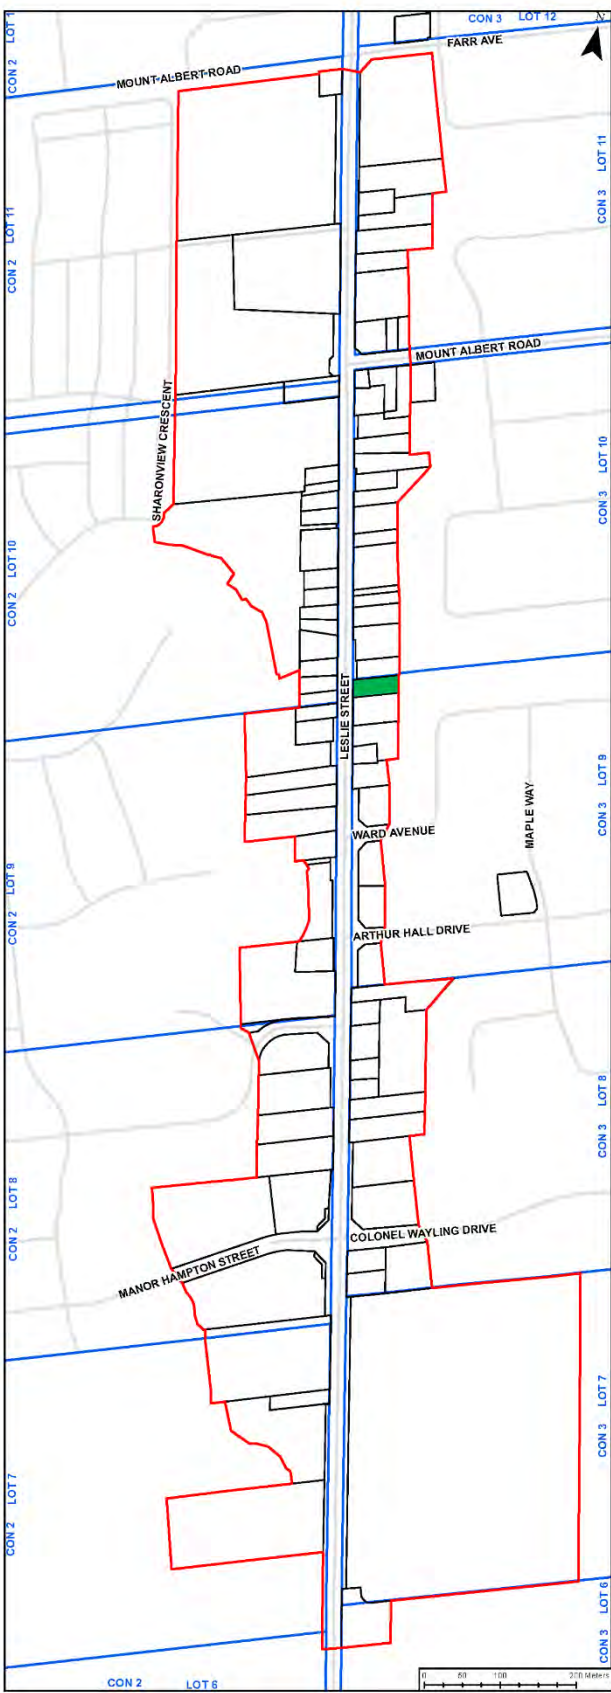 CON 3 LOT 12
N
CON 2 LOT 1
FARR AVE
MOUNT ALBERT ROAD
CON 3 LOT 11
CON 2 LOT 11
MOUNT ALBERT ROAD
SHARONVIEW CRESCENT
CON 3 LOT 10
CON 2 LOT 10
LESLIE STREET
CON 3 LOT 9
MAPLE WAY
WARD AVENUE
CON 2 LOT 9
ARTHUR HALL DRIVE
CON 3 LOT 8
CON 2 LOT 8
COLONEL WAYLING DRIVE
MANOR HAMPTON STREET
CON 3 LOT 7
CON 2 LOT 7
CON 3 LOT 6
0 50 100 200 Meters
CON 2 LOT 6